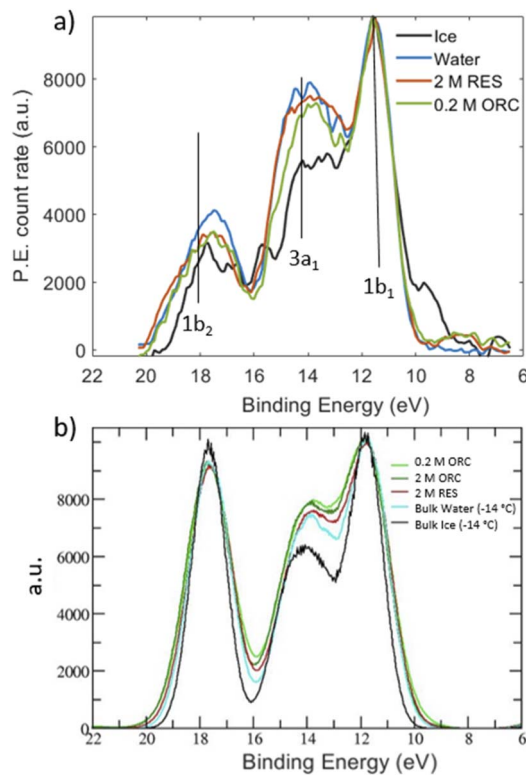 a)
Ice
Water
2 M RES
0.2 M ORC
P.E. count rate (a.u.)
8000
6000
4000
2000
0
1b₂
3a₁
1b₁
22 20 18 16 14 12 10 8 6
Binding Energy (eV)
b)
0.2 M ORC
2 M ORC
2 M RES
Bulk Water (-14 °C)
Bulk Ice (-14 °C)
a.u.
8000
6000
4000
2000
0
22 20 18 16 14 12 10 8 6
Binding Energy (eV)